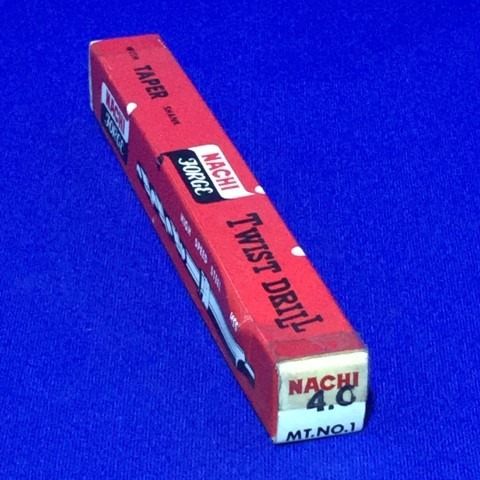 WITH TAPER SHANK
NACHI
FORGE
NACHI
FORGE
TWIST DRILL
HIGH SPEED STEEL
NACHI
4.0
MT.NO.1